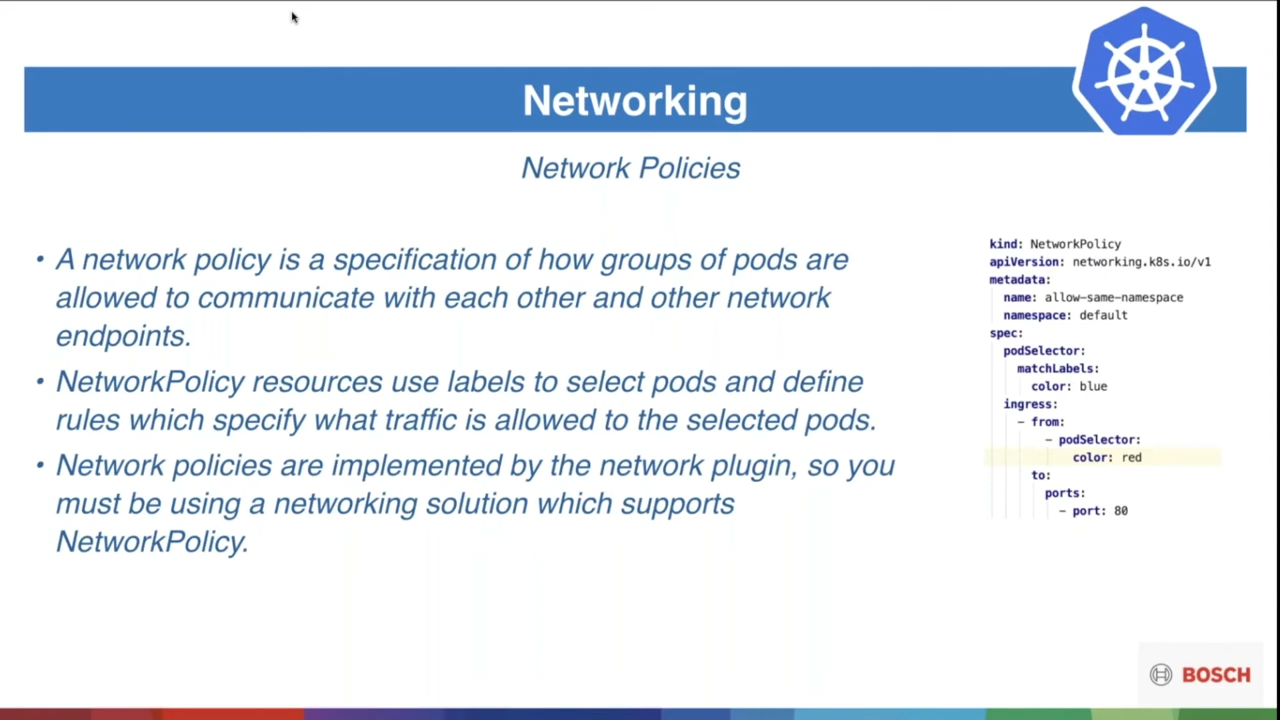 Networking
Network Policies
• A network policy is a specification of how groups of pods are
allowed to communicate with each other and other network
endpoints.
• NetworkPolicy resources use labels to select pods and define
rules which specify what traffic is allowed to the selected pods.
• Network policies are implemented by the network plugin, so you
must be using a networking solution which supports
NetworkPolicy.
kind: NetworkPolicy
apiVersion: networking.k8s.io/v1
metadata:
  name: allow-same-namespace
  namespace: default
spec:
  podSelector:
    matchLabels:
      color: blue
  ingress:
    - from:
        - podSelector:
            color: red
      to:
        ports:
          - port: 80
BOSCH